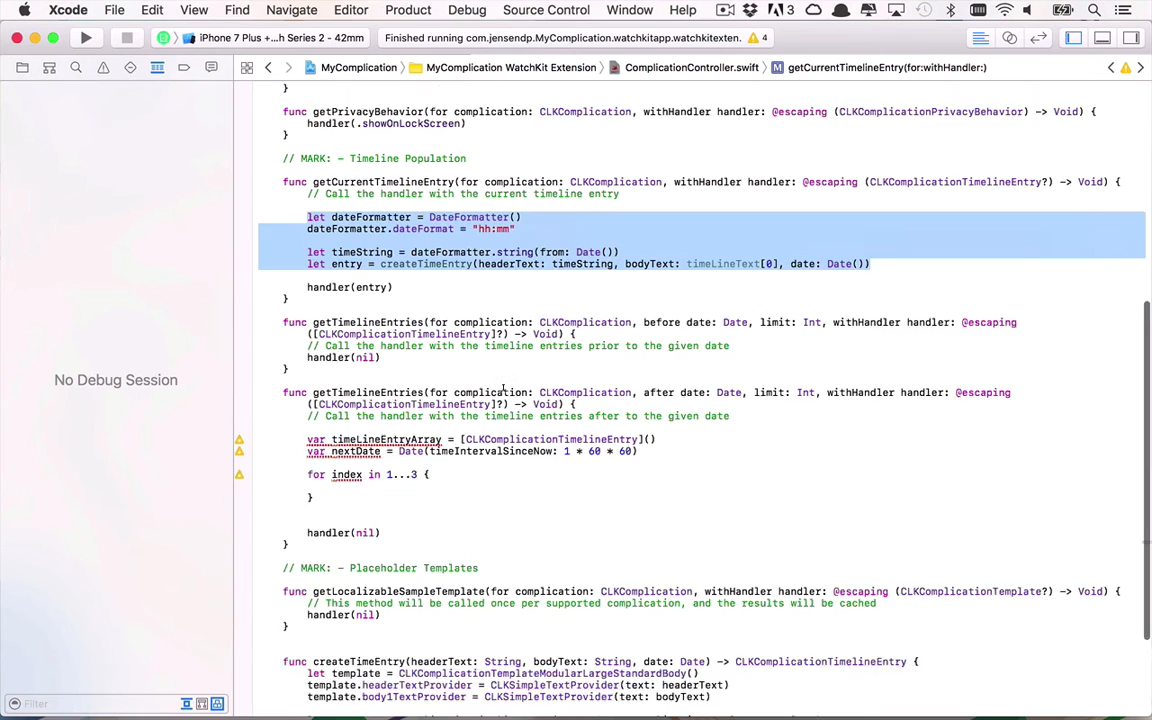 Xcode File Edit View Find Navigate Editor Product Debug Source Control Window Help 3
iPhone 7 Plus +...h Series 2 - 42mm Finished running com.jensendp.MyComplication.watchkitapp.watchkitexten. 4
MyComplication MyComplication WatchKit Extension ComplicationController.swift M getCurrentTimelineEntry(for:withHandler:)
}
func getPrivacyBehavior(for complication: CLKComplication, withHandler handler: @escaping (CLKComplicationPrivacyBehavior) -> Void) {
handler(.showOnLockScreen)
}
// MARK: - Timeline Population
func getCurrentTimelineEntry(for complication: CLKComplication, withHandler handler: @escaping (CLKComplicationTimelineEntry?) -> Void) {
// Call the handler with the current timeline entry
let dateFormatter = DateFormatter()
dateFormatter.dateFormat = "hh:mm"
let timeString = dateFormatter.string(from: Date())
let entry = createTimeEntry(headerText: timeString, bodyText: timeLineText[0], date: Date())
handler(entry)
}
func getTimelineEntries(for complication: CLKComplication, before date: Date, limit: Int, withHandler handler: @escaping
([CLKComplicationTimelineEntry]?) -> Void) {
// Call the handler with the timeline entries prior to the given date
handler(nil)
}
func getTimelineEntries(for complication: CLKComplication, after date: Date, limit: Int, withHandler handler: @escaping
([CLKComplicationTimelineEntry]?) -> Void) {
// Call the handler with the timeline entries after to the given date
var timeLineEntryArray = [CLKComplicationTimelineEntry]()
var nextDate = Date(timeIntervalSinceNow: 1 * 60 * 60)
for index in 1...3 {
}
handler(nil)
}
// MARK: - Placeholder Templates
func getLocalizableSampleTemplate(for complication: CLKComplication, withHandler handler: @escaping (CLKComplicationTemplate?) -> Void) {
// This method will be called once per supported complication, and the results will be cached
handler(nil)
}
func createTimeEntry(headerText: String, bodyText: String, date: Date) -> CLKComplicationTimelineEntry {
let template = CLKComplicationTemplateModularLargeStandardBody()
template.headerTextProvider = CLKSimpleTextProvider(text: headerText)
template.body1TextProvider = CLKSimpleTextProvider(text: bodyText)
No Debug Session
Filter